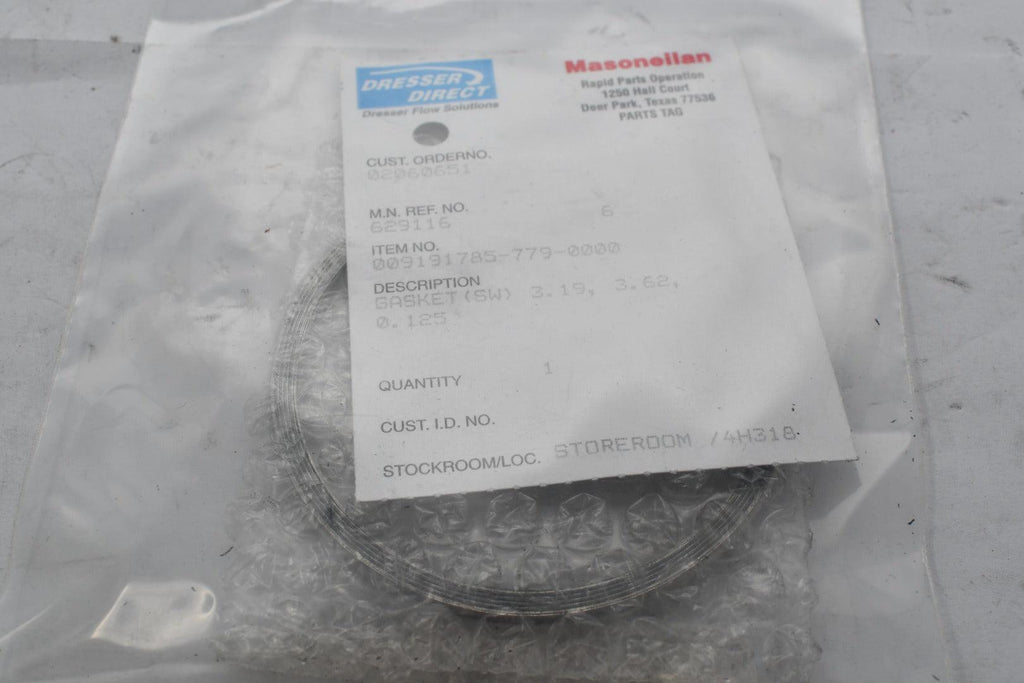 DRESSER
DIRECT
Dresser Flow Solutions
Masoneilan
Rapid Parts Operation
1250 Hall Court
Deer Park, Texas 77536
PARTS TAG
CUST. ORDERNO.
02060651
M.N. REF. NO.
629116 6
ITEM NO.
009191785-779-0000
DESCRIPTION
GASKET(SW) 3.19, 3.62,
0.125
QUANTITY 1
CUST. I.D. NO.
STOCKROOM/LOC. STOREROOM /4H318